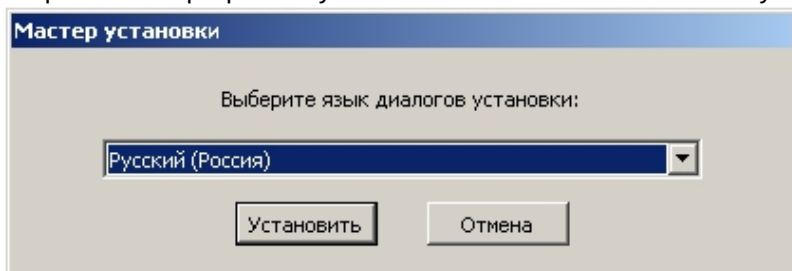 Мастер установки
Выберите язык диалогов установки:
Русский (Россия)
Установить
Отмена